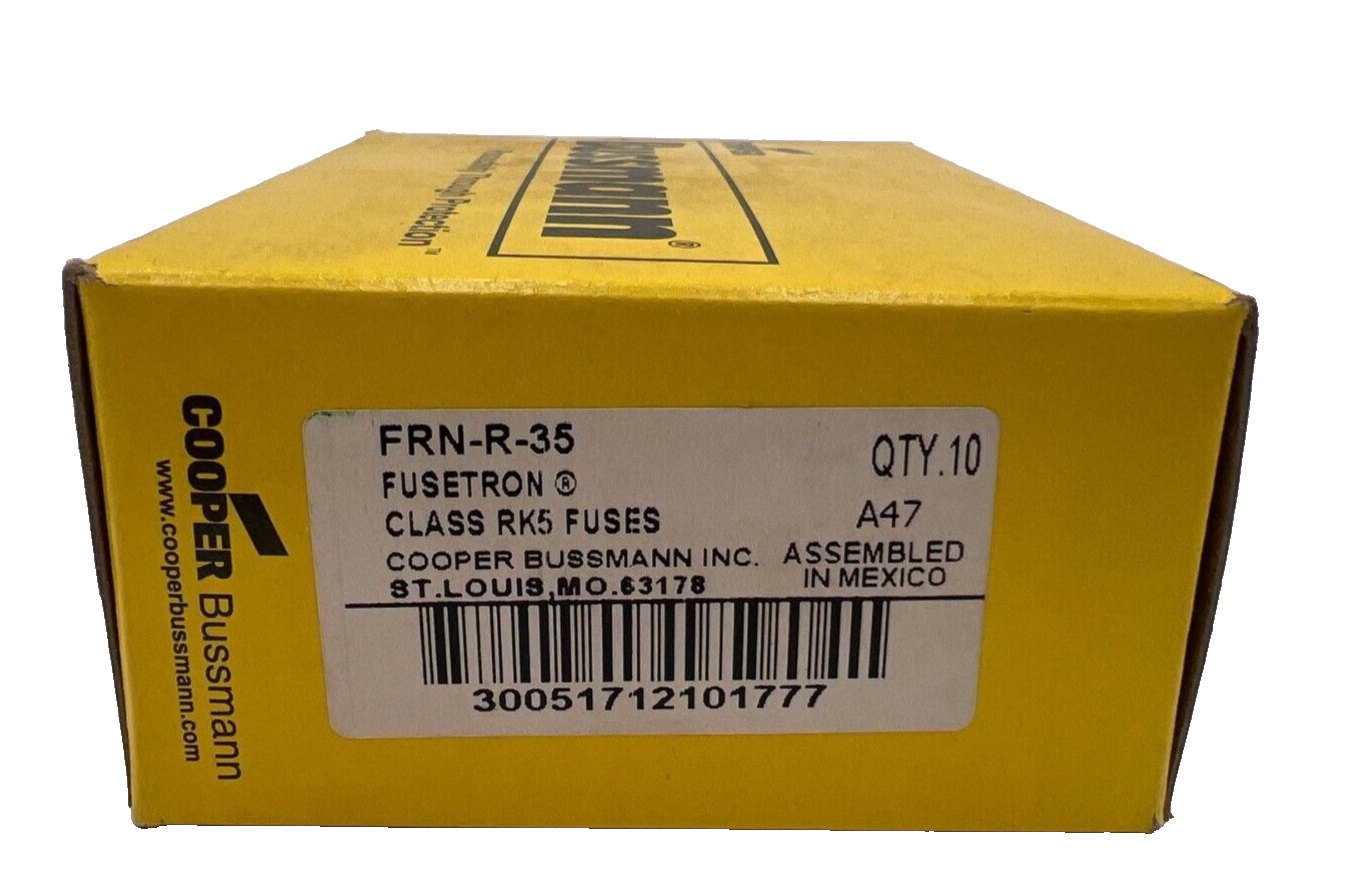 Bussmann®
Protection™
COOPER Bussmann
www.cooperbussmann.com
FRN-R-35
QTY.10
FUSETRON ®
CLASS RK5 FUSES
A47
COOPER BUSSMANN INC.
ASSEMBLED
ST.LOUIS,MO.63178
IN MEXICO
30051712101777